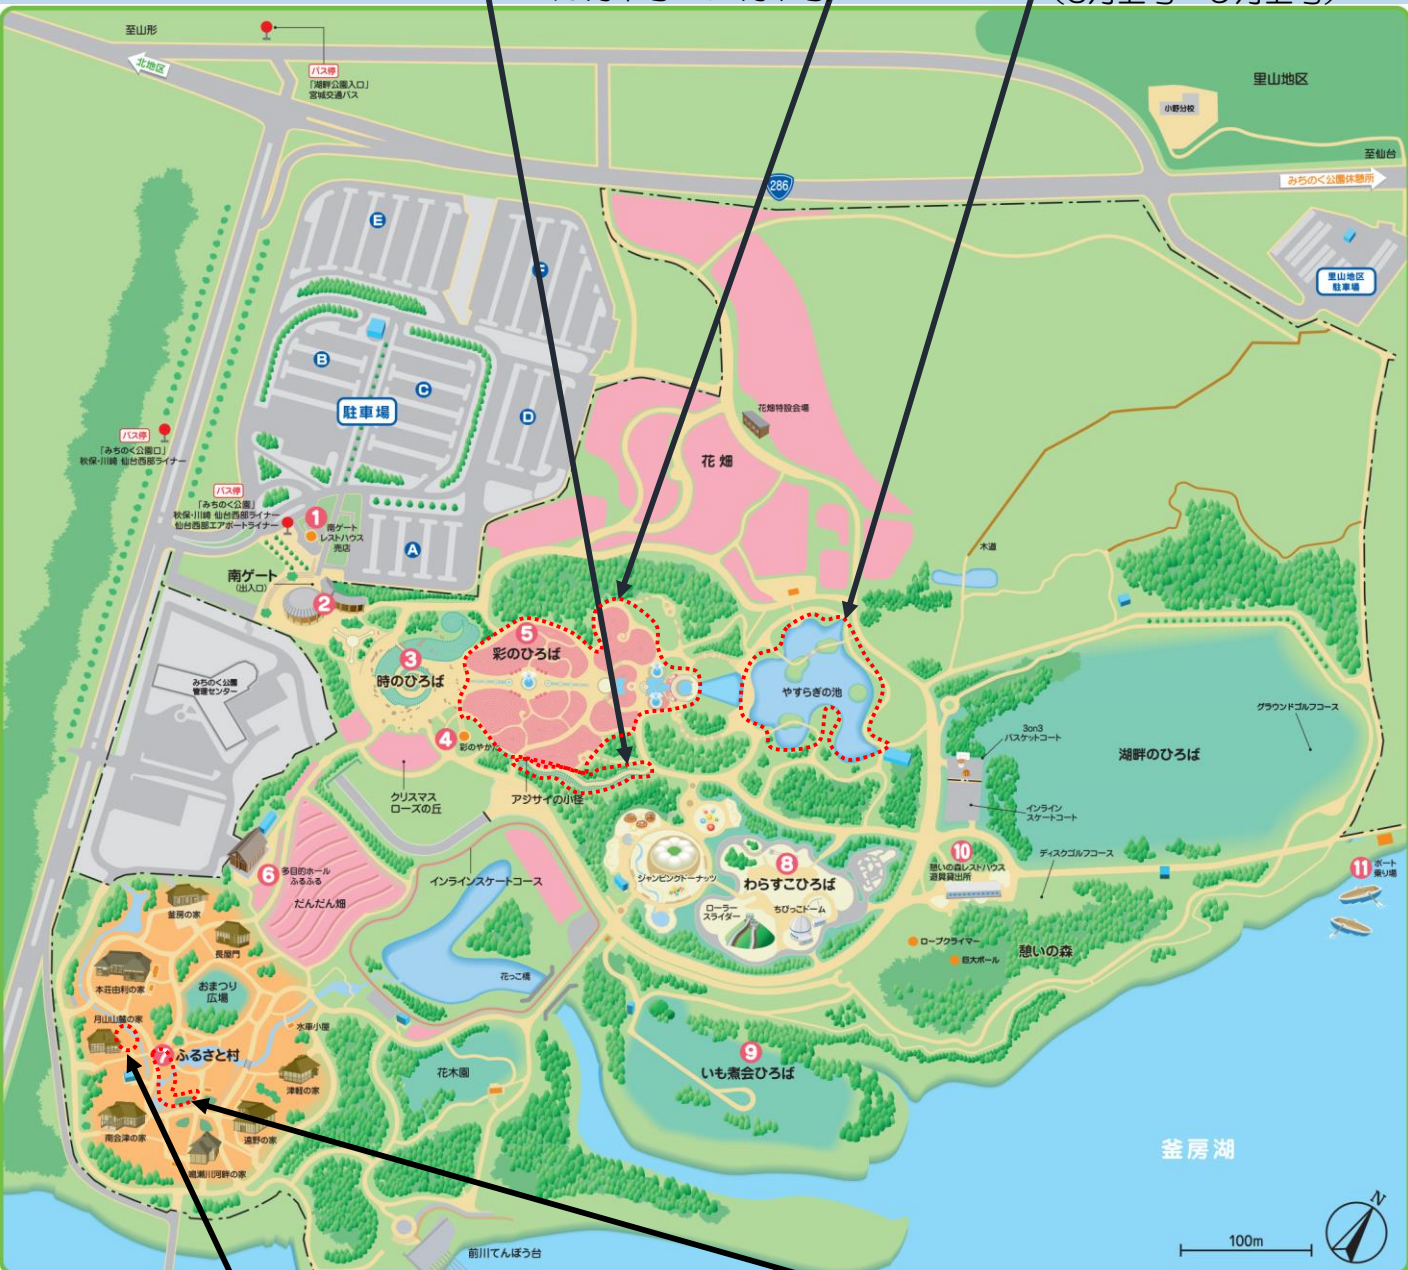 至山形
北地区
バス停
「湖畔公園入口」
宮城交通バス
里山地区
小野分校
至仙台
みちのく公園休憩所
286
里山地区
駐車場
E
F
B
C
D
A
駐車場
バス停
「みちのく公園口」
秋保・川崎 仙台西部ライナー
バス停
「みちのく公園」
秋保・川崎 仙台西部ライナー
仙台西部エアポートライナー
1
南ゲート
レストハウス
売店
南ゲート
(出入口)
2
花畑特設会場
花畑
木道
みちのく公園
管理センター
3
時のひろば
5
彩のひろば
4
彩のやかた
やすらぎの池
クリスマス
ローズの丘
アジサイの小径
3on3
バスケットコート
グラウンドゴルフコース
湖畔のひろば
インライン
スケートコート
6
多目的ホール
ふるふる
だんだん畑
インラインスケートコース
ジャンピングドーナッツ
8
わらすこひろば
ローラー
スライダー
ちびっこドーム
10
憩いの森レストハウス
遊具貸出所
ディスクゴルフコース
11
ボート
乗り場
ロープクライマー
巨大ボール
憩いの森
釜房の家
長屋門
本荘由利の家
おまつり
広場
月山山麓の家
水車小屋
7
ふるさと村
津軽の家
南会津の家
遠野の家
鳴瀬川河畔の家
花っこ橋
花木園
9
いも煮会ひろば
釜房湖
前川てんぼう台
100m
N